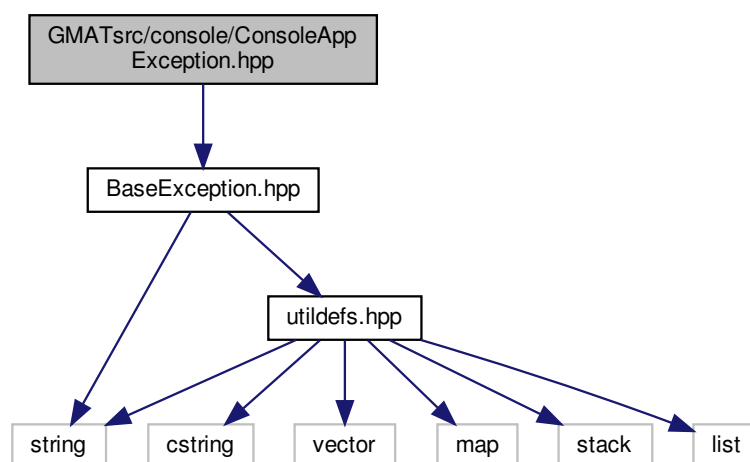 GMATsrc/console/ConsoleApp
Exception.hpp
BaseException.hpp
utildefs.hpp
string
cstring
vector
map
stack
list